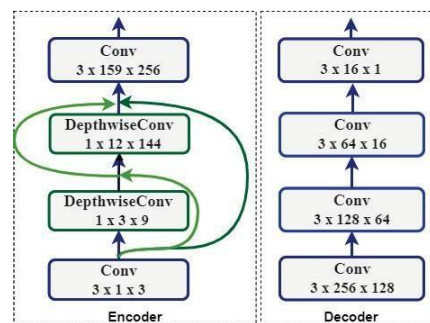 Conv
3 x 159 x 256
DepthwiseConv
1 x 12 x 144
DepthwiseConv
1 x 3 x 9
Conv
3 x 1 x 3
Encoder
Conv
3 x 16 x 1
Conv
3 x 64 x 16
Conv
3 x 128 x 64
Conv
3 x 256 x 128
Decoder